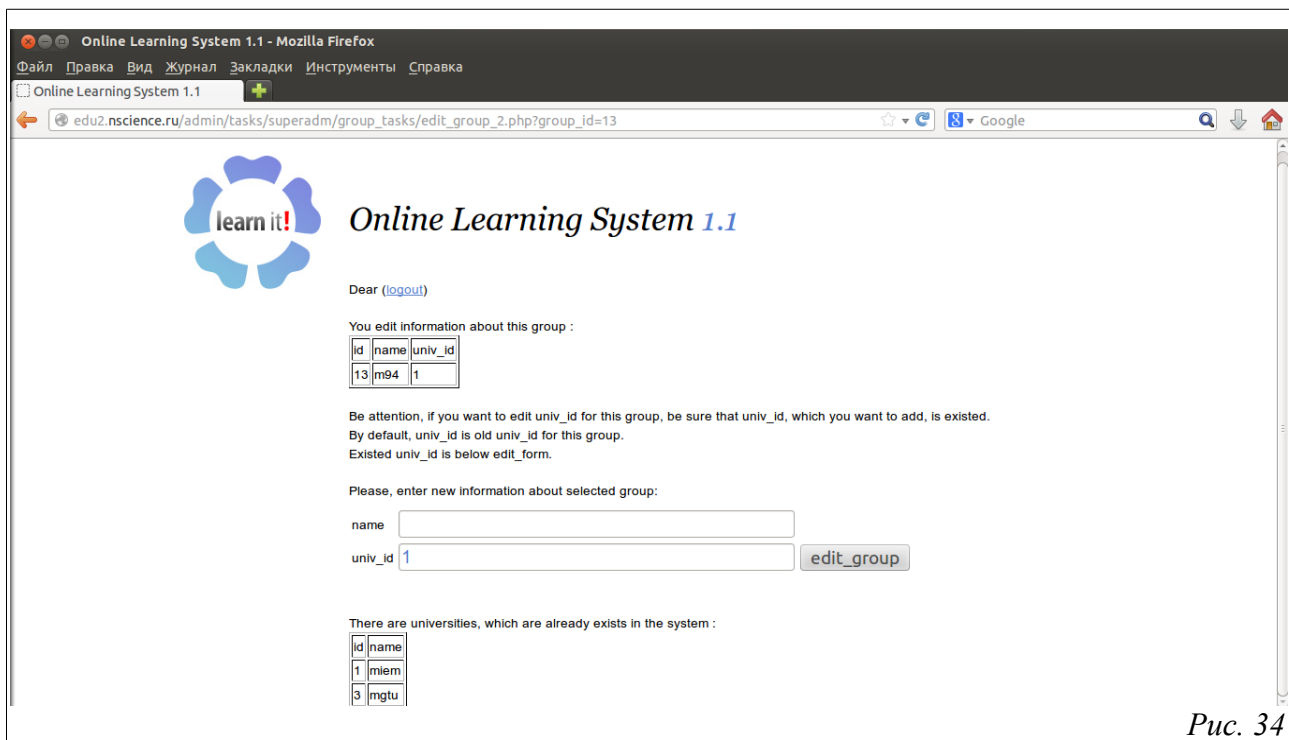 Online Learning System 1.1 - Mozilla Firefox
Файл Правка Вид Журнал Закладки Инструменты Справка
Online Learning System 1.1
edu2.nscience.ru/admin/tasks/superadm/group_tasks/edit_group_2.php?group_id=13
Google
learn it!
Online Learning System 1.1
Dear (logout)
You edit information about this group :
id name univ_id
13 m94 1
Be attention, if you want to edit univ_id for this group, be sure that univ_id, which you want to add, is existed.
By default, univ_id is old univ_id for this group.
Existed univ_id is below edit_form.
Please, enter new information about selected group:
name
univ_id 1 edit_group
There are universities, which are already exists in the system :
id name
1 miem
3 mgtu
Рис. 34